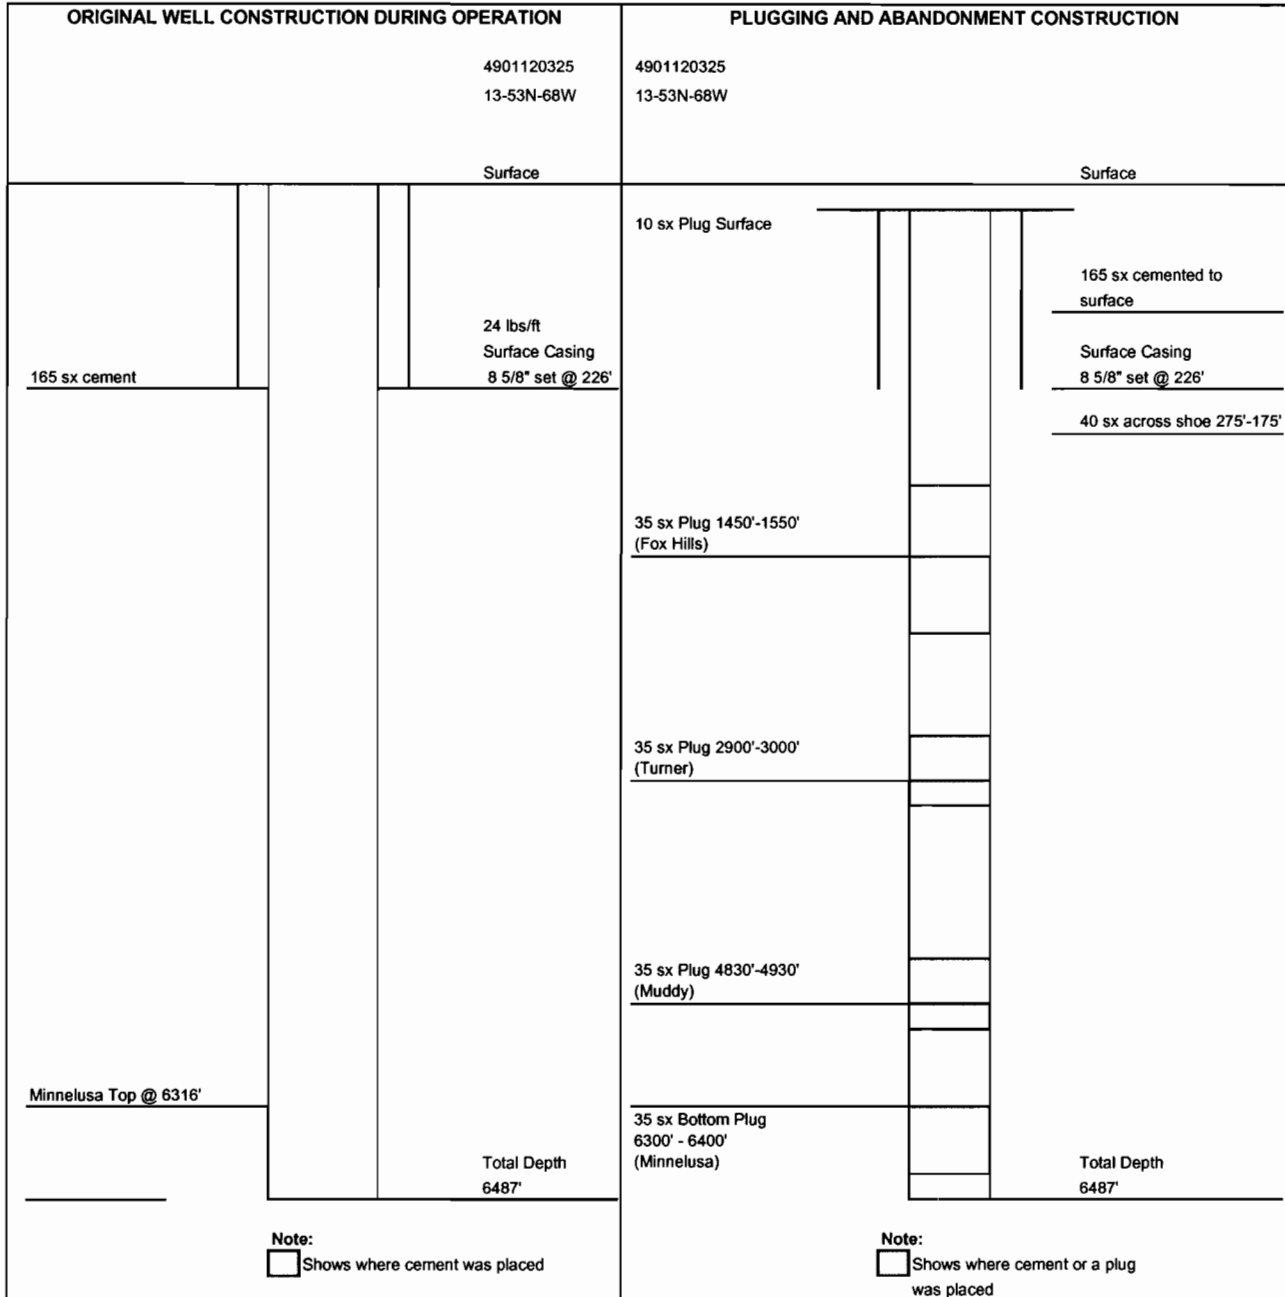 ORIGINAL WELL CONSTRUCTION DURING OPERATION
4901120325
13-53N-68W
Surface
24 lbs/ft
Surface Casing
165 sx cement
8 5/8" set @ 226'
Minnelusa Top @ 6316'
Total Depth
6487'
Note:
Shows where cement was placed
PLUGGING AND ABANDONMENT CONSTRUCTION
4901120325
13-53N-68W
Surface
10 sx Plug Surface
165 sx cemented to
surface
Surface Casing
8 5/8" set @ 226'
40 sx across shoe 275'-175'
35 sx Plug 1450'-1550'
(Fox Hills)
35 sx Plug 2900'-3000'
(Turner)
35 sx Plug 4830'-4930'
(Muddy)
35 sx Bottom Plug
6300' - 6400'
(Minnelusa)
Total Depth
6487'
Note:
Shows where cement or a plug
was placed